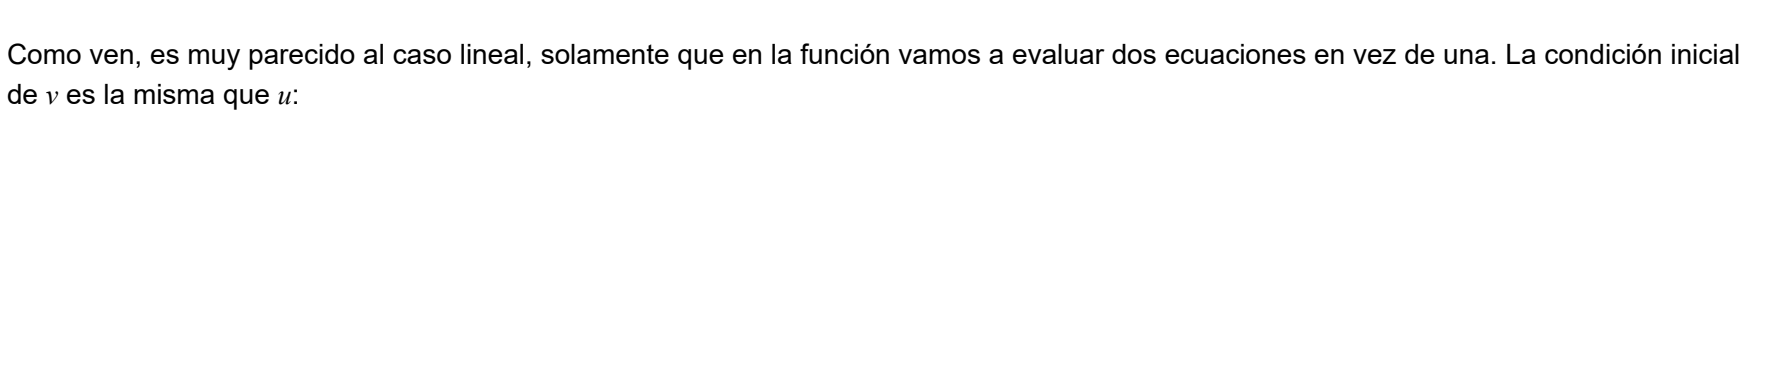 Como ven, es muy parecido al caso lineal, solamente que en la función vamos a evaluar dos ecuaciones en vez de una. La condición inicial
de v es la misma que u: